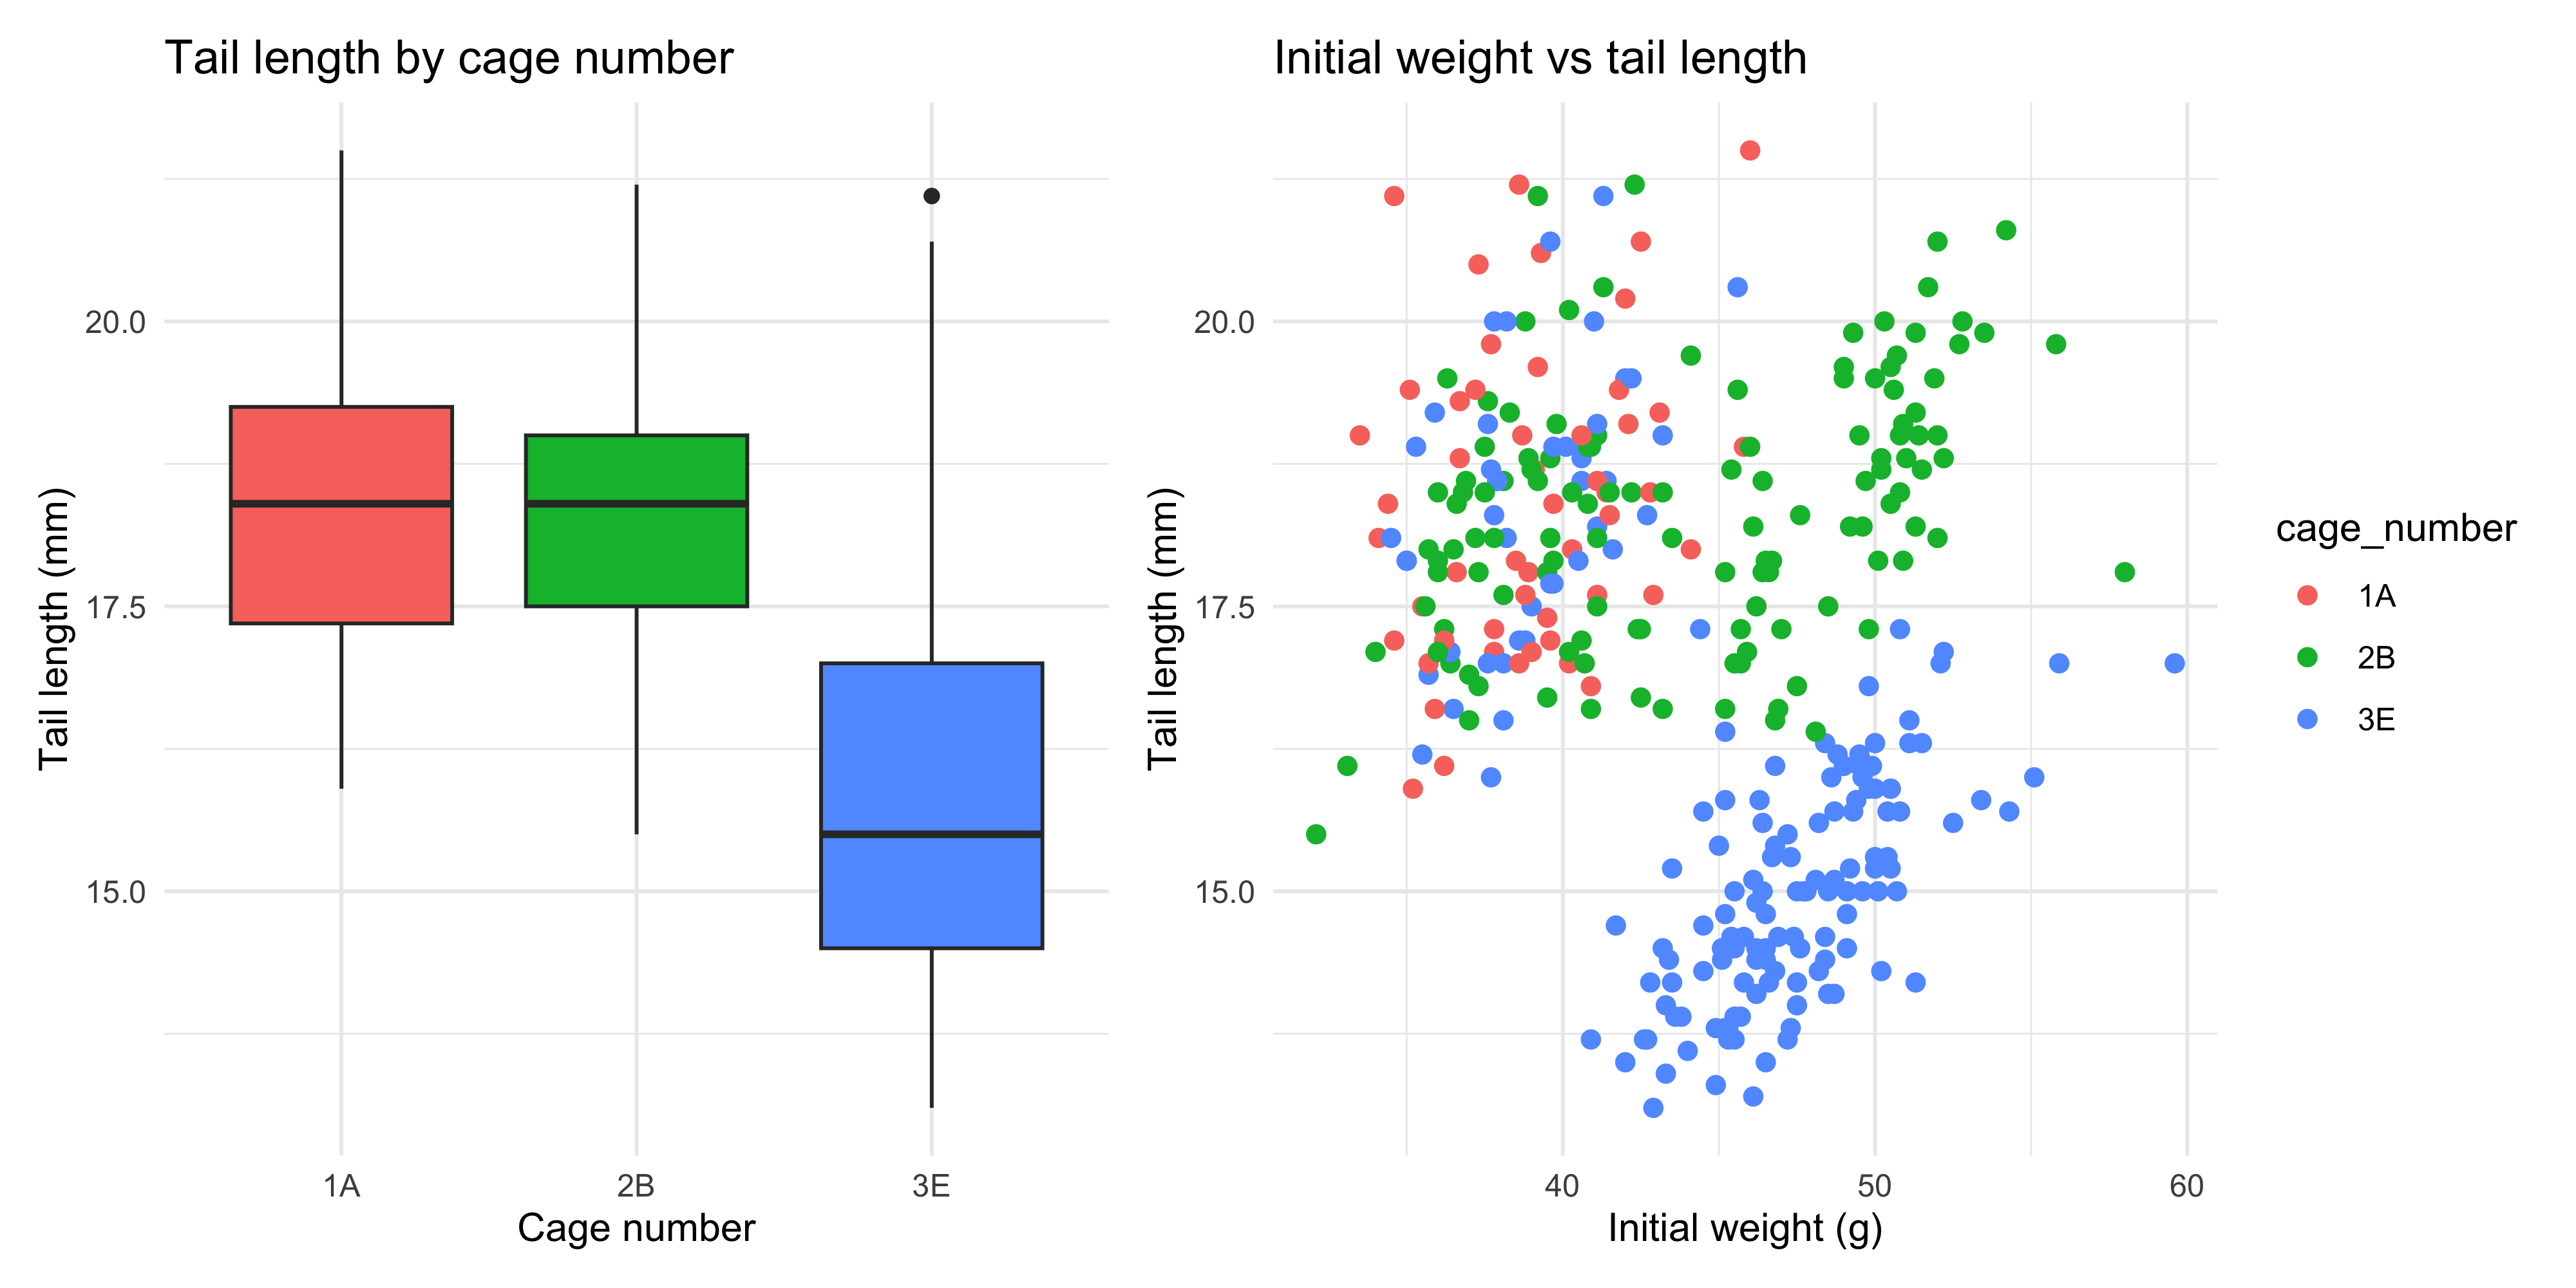 Tail length by cage number
Tail length (mm)
20.0
17.5
15.0
1A
2B
3E
Cage number
Initial weight vs tail length
Tail length (mm)
20.0
17.5
15.0
40
50
60
Initial weight (g)
cage_number
1A
2B
3E